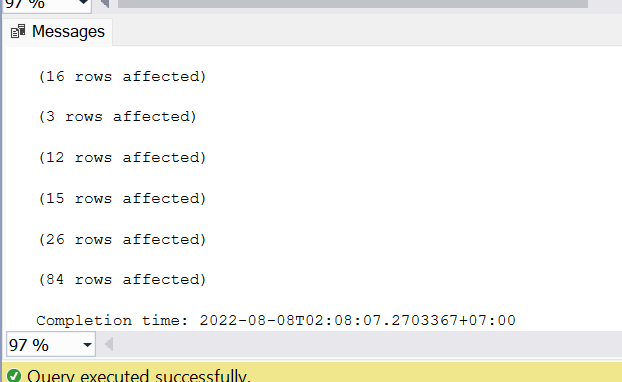 97 %
Messages
(16 rows affected)
(3 rows affected)
(12 rows affected)
(15 rows affected)
(26 rows affected)
(84 rows affected)
Completion time: 2022-08-08T02:08:07.2703367+07:00
97 %
Query executed successfully.